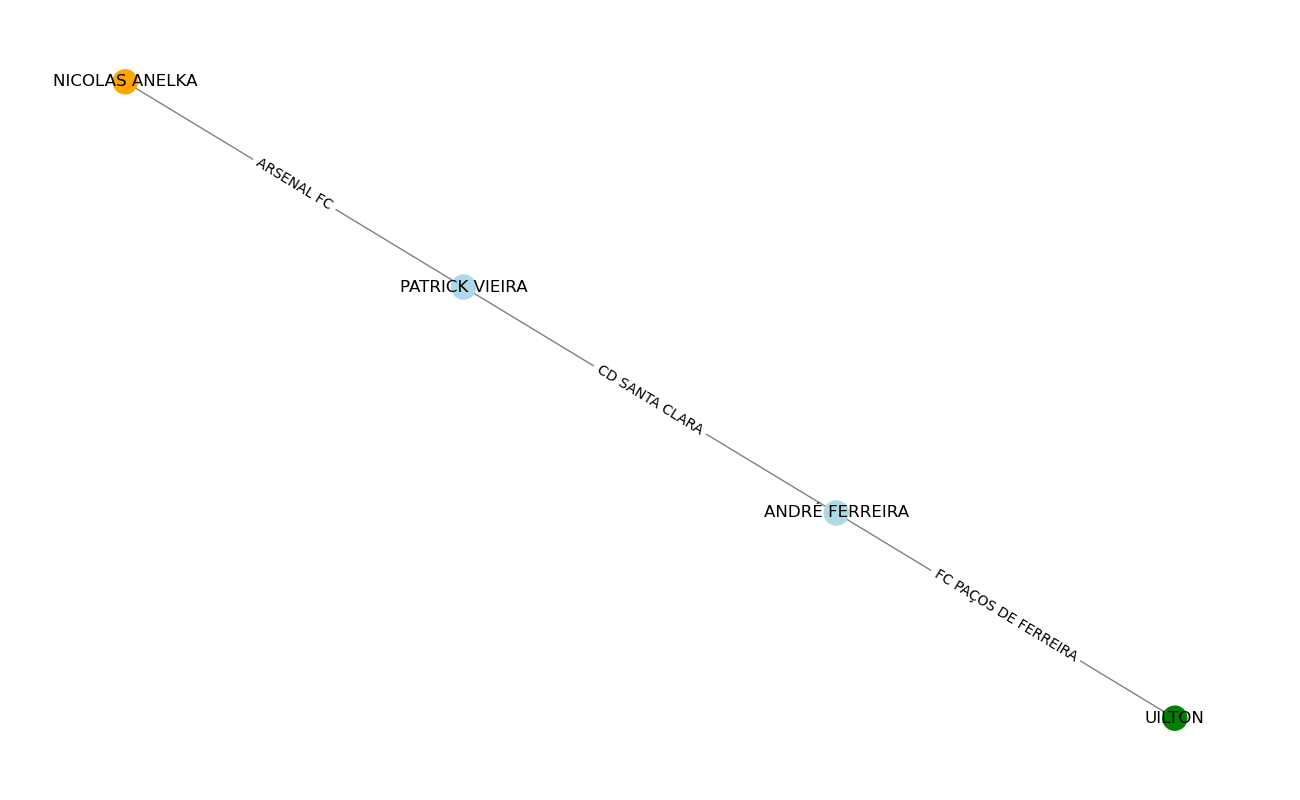 NICOLAS ANELKA
ARSENAL FC
PATRICK VIEIRA
CD SANTA CLARA
ANDRÉ FERREIRA
FC PAÇOS DE FERREIRA
UILTON